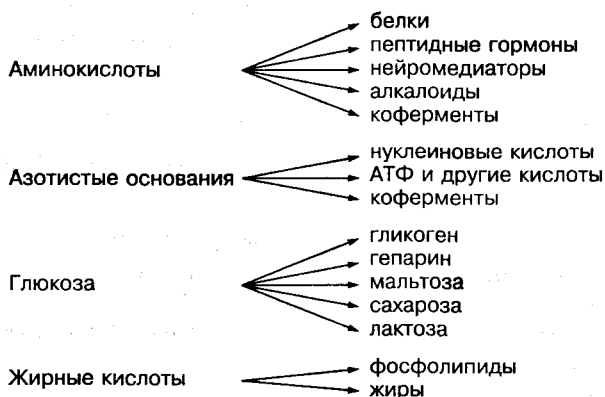 белки
пептидные гормоны
Аминокислоты
нейромедиаторы
алкалоиды
коферменты
нуклеиновые кислоты
Азотистые основания
АТФ и другие кислоты
коферменты
гликоген
гепарин
Глюкоза
мальтоза
сахароза
лактоза
фосфолипиды
Жирные кислоты
жиры